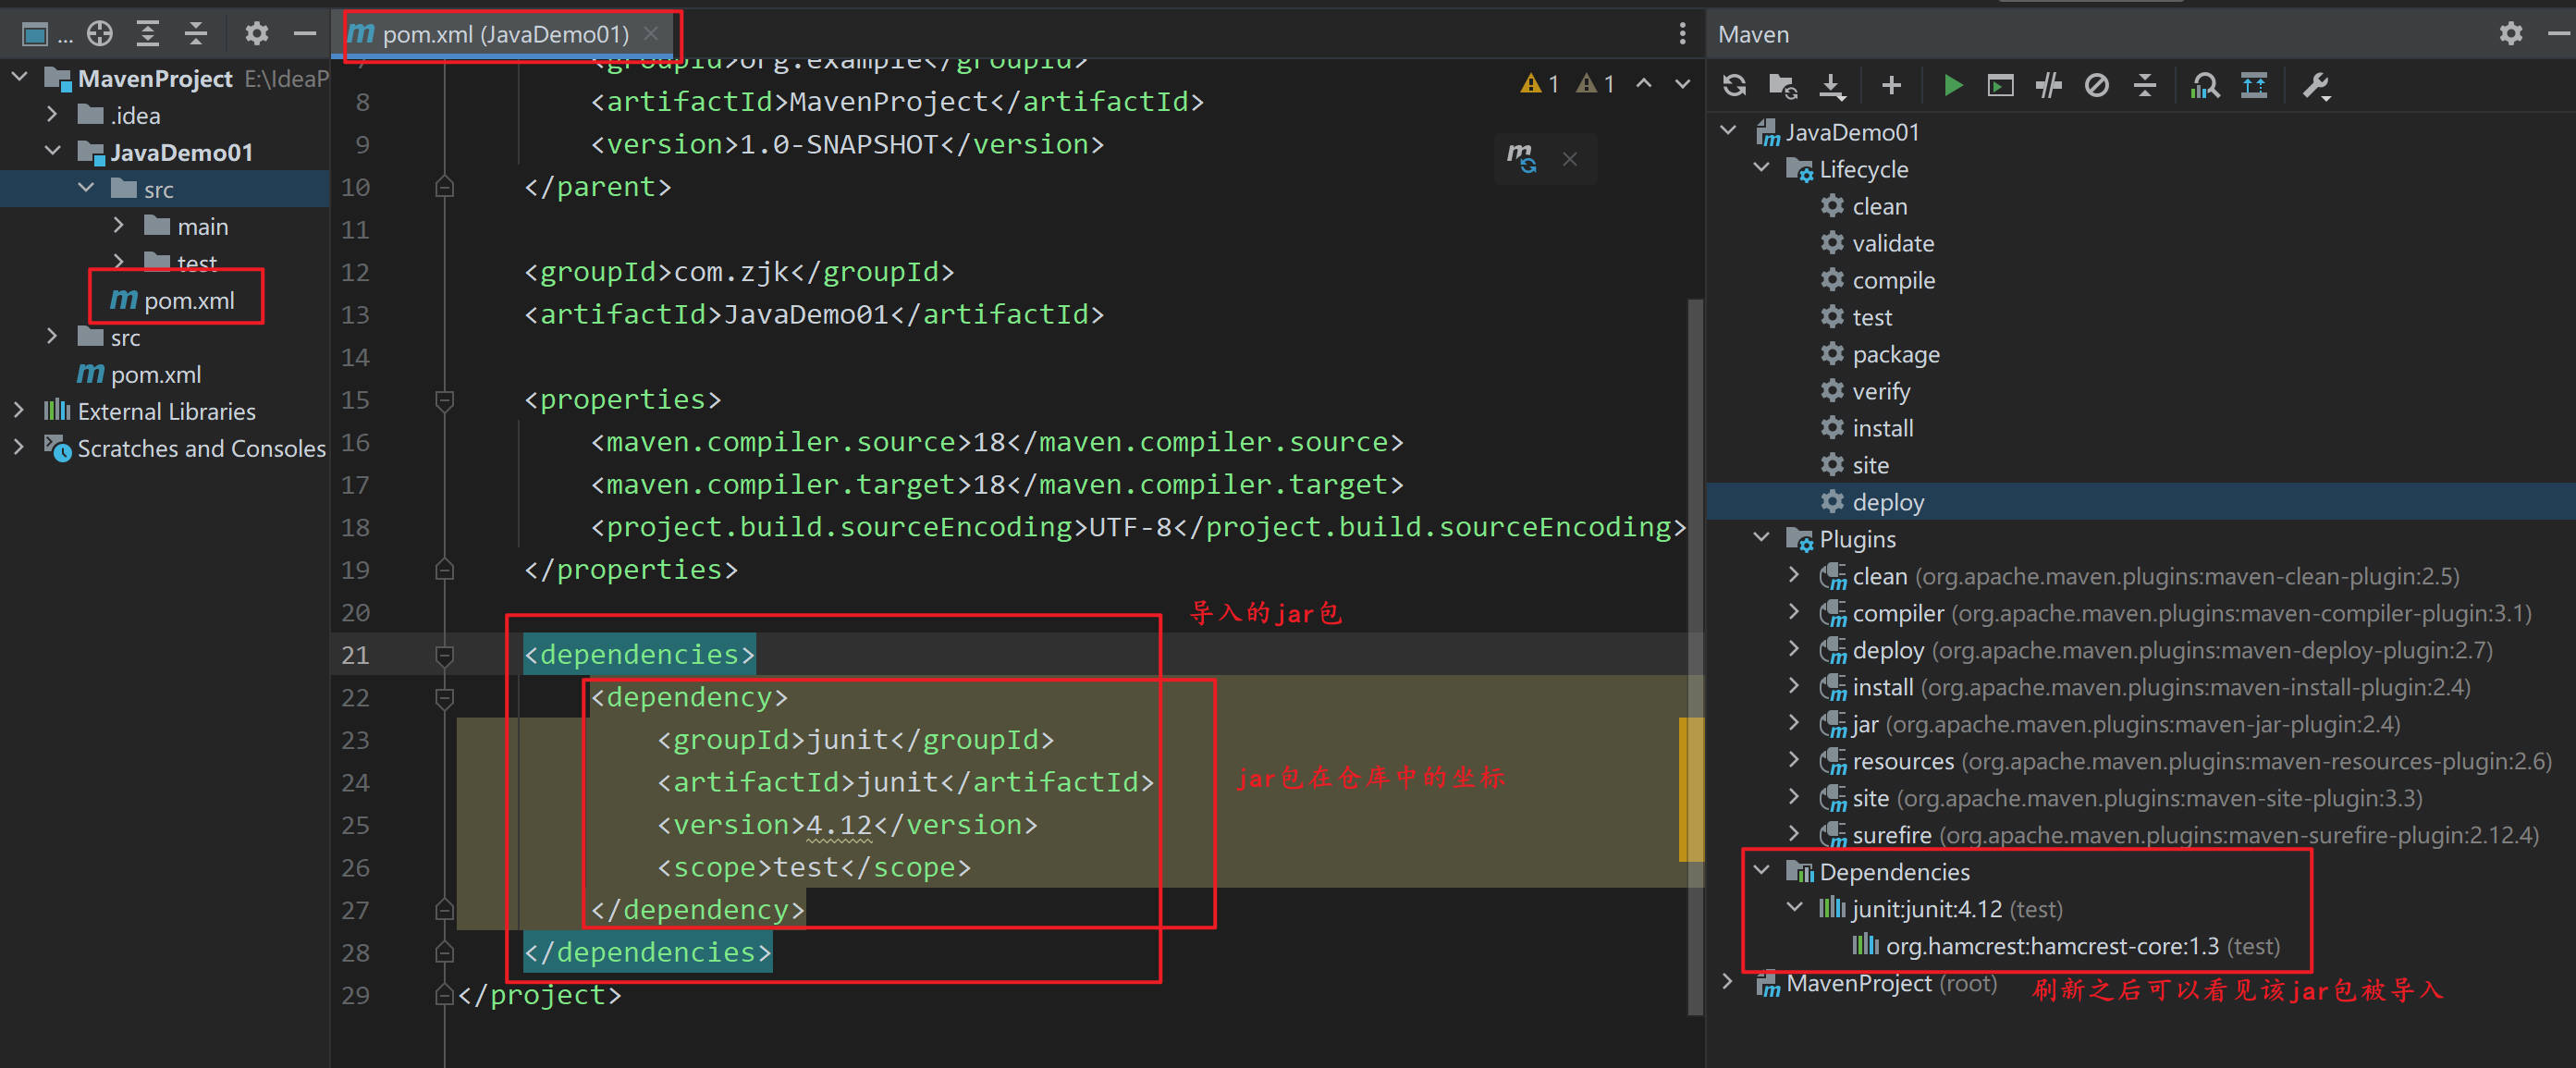 ...
pom.xml (JavaDemo01)
Maven
MavenProject E:\IdeaP
.idea
JavaDemo01
src
main
test
pom.xml
src
pom.xml
External Libraries
Scratches and Consoles
1 1
<groupId>org.example</groupId>
8 <artifactId>MavenProject</artifactId>
9 <version>1.0-SNAPSHOT</version>
10 </parent>
11
12 <groupId>com.zjk</groupId>
13 <artifactId>JavaDemo01</artifactId>
14
15 <properties>
16 <maven.compiler.source>18</maven.compiler.source>
17 <maven.compiler.target>18</maven.compiler.target>
18 <project.build.sourceEncoding>UTF-8</project.build.sourceEncoding>
19 </properties>
20
导入的jar包
21 <dependencies>
22 <dependency>
23 <groupId>junit</groupId>
24 <artifactId>junit</artifactId>
jar包在仓库中的坐标
25 <version>4.12</version>
26 <scope>test</scope>
27 </dependency>
28 </dependencies>
29 </project>
JavaDemo01
Lifecycle
clean
validate
compile
test
package
verify
install
site
deploy
Plugins
clean (org.apache.maven.plugins:maven-clean-plugin:2.5)
compiler (org.apache.maven.plugins:maven-compiler-plugin:3.1)
deploy (org.apache.maven.plugins:maven-deploy-plugin:2.7)
install (org.apache.maven.plugins:maven-install-plugin:2.4)
jar (org.apache.maven.plugins:maven-jar-plugin:2.4)
resources (org.apache.maven.plugins:maven-resources-plugin:2.6)
site (org.apache.maven.plugins:maven-site-plugin:3.3)
surefire (org.apache.maven.plugins:maven-surefire-plugin:2.12.4)
Dependencies
junit:junit:4.12 (test)
org.hamcrest:hamcrest-core:1.3 (test)
MavenProject (root)
刷新之后可以看见该jar包被导入